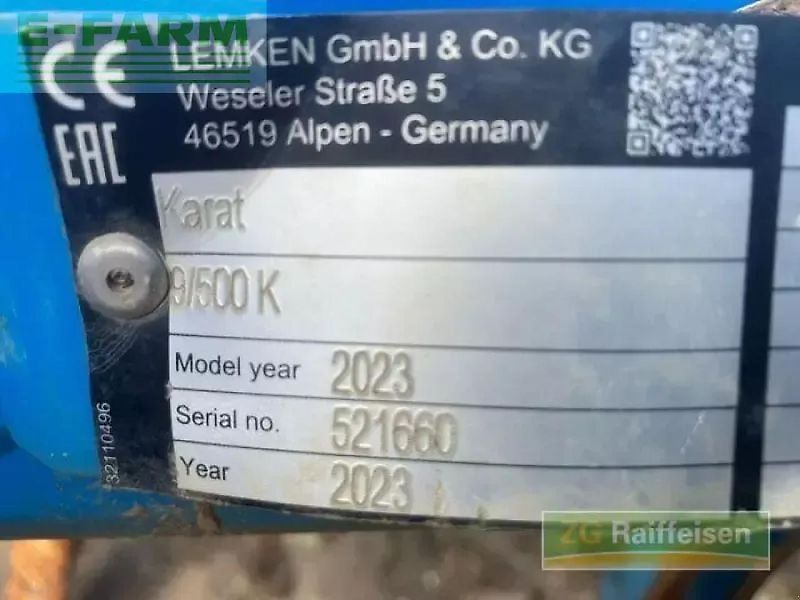 E-FARM
CE
LEMKEN GmbH & Co. KG
Weseler Straße 5
46519 Alpen - Germany
EAC
Karat
9/500 K
Model year 2023
Serial no. 521660
Year 2023
32110496
ZG Raiffeisen